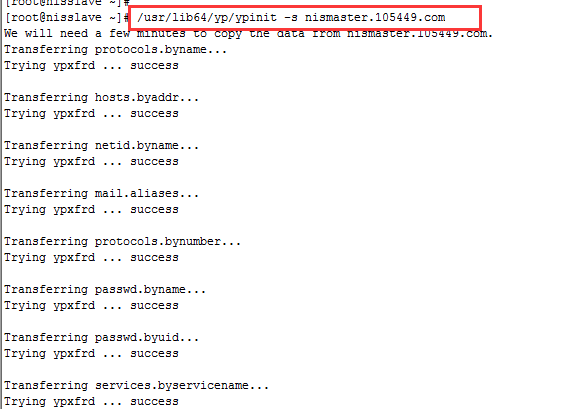 [root@nisslave ~]#
[root@nisslave ~]# /usr/lib64/yp/ypinit -s nismaster.105449.com
We will need a few minutes to copy the data from nismaster.105449.com.
Transferring protocols.byname...
Trying ypxfrd ... success
Transferring hosts.byaddr...
Trying ypxfrd ... success
Transferring netid.byname...
Trying ypxfrd ... success
Transferring mail.aliases...
Trying ypxfrd ... success
Transferring protocols.bynumber...
Trying ypxfrd ... success
Transferring passwd.byname...
Trying ypxfrd ... success
Transferring passwd.byuid...
Trying ypxfrd ... success
Transferring services.byservicename...
Trying ypxfrd ... success